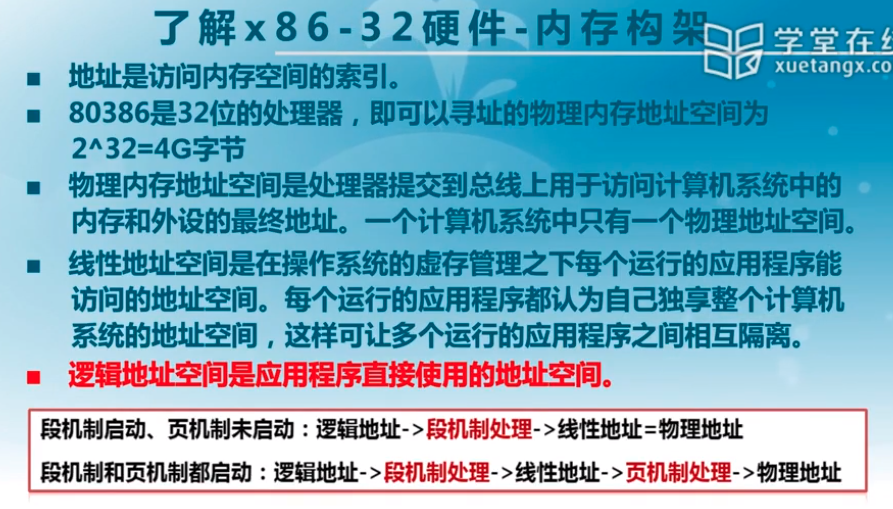 了解x86-32硬件-内存构架
学堂在线
xuetangx.co
■ 地址是访问内存空间的索引。
■ 80386是32位的处理器，即可以寻址的物理内存地址空间为
2^32=4G字节
■ 物理内存地址空间是处理器提交到总线上用于访问计算机系统中的
内存和外设的最终地址。一个计算机系统中只有一个物理地址空间。
■ 线性地址空间是在操作系统的虚存管理之下每个运行的应用程序能
访问的地址空间。每个运行的应用程序都认为自己独享整个计算机
系统的地址空间，这样可让多个运行的应用程序之间相互隔离。
■ 逻辑地址空间是应用程序直接使用的地址空间。
段机制启动、页机制未启动：逻辑地址->段机制处理->线性地址=物理地址
段机制和页机制都启动：逻辑地址->段机制处理->线性地址->页机制处理->物理地址